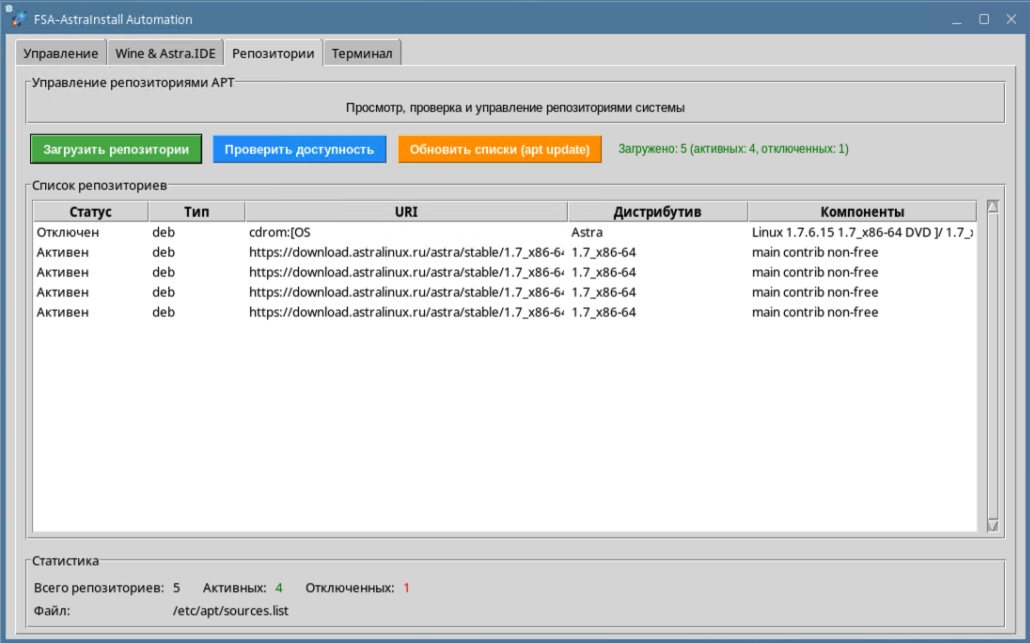 FSA-AstraInstall Automation
Управление Wine & Astra.IDE Репозитории Терминал
Управление репозиториями APT
Просмотр, проверка и управление репозиториями системы
Загрузить репозитории Проверить доступность Обновить списки (apt update) Загружено: 5 (активных: 4, отключенных: 1)
Список репозиториев
Статус Тип URI Дистрибутив Компоненты
Отключен deb cdrom:[OS Astra Linux 1.7.6.15 1.7_x86-64 DVD ]/ 1.7_
Активен deb https://download.astralinux.ru/astra/stable/1.7_x86-64 1.7_x86-64 main contrib non-free
Активен deb https://download.astralinux.ru/astra/stable/1.7_x86-64 1.7_x86-64 main contrib non-free
Активен deb https://download.astralinux.ru/astra/stable/1.7_x86-64 1.7_x86-64 main contrib non-free
Активен deb https://download.astralinux.ru/astra/stable/1.7_x86-64 1.7_x86-64 main contrib non-free
Статистика
Всего репозиториев: 5 Активных: 4 Отключенных: 1
Файл: /etc/apt/sources.list